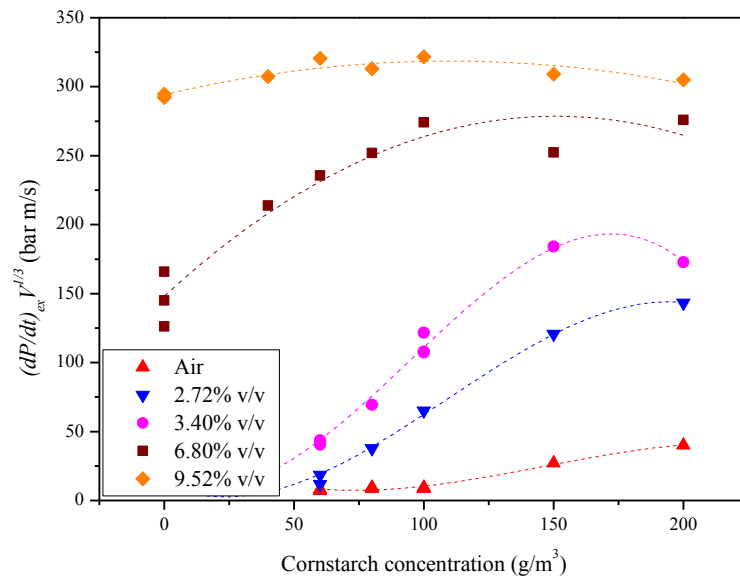 350
300
250
200
150
100
50
0
(dP/dt)ex V^1/3 (bar m/s)
Air
2.72% v/v
3.40% v/v
6.80% v/v
9.52% v/v
0 50 100 150 200
Cornstarch concentration (g/m³)